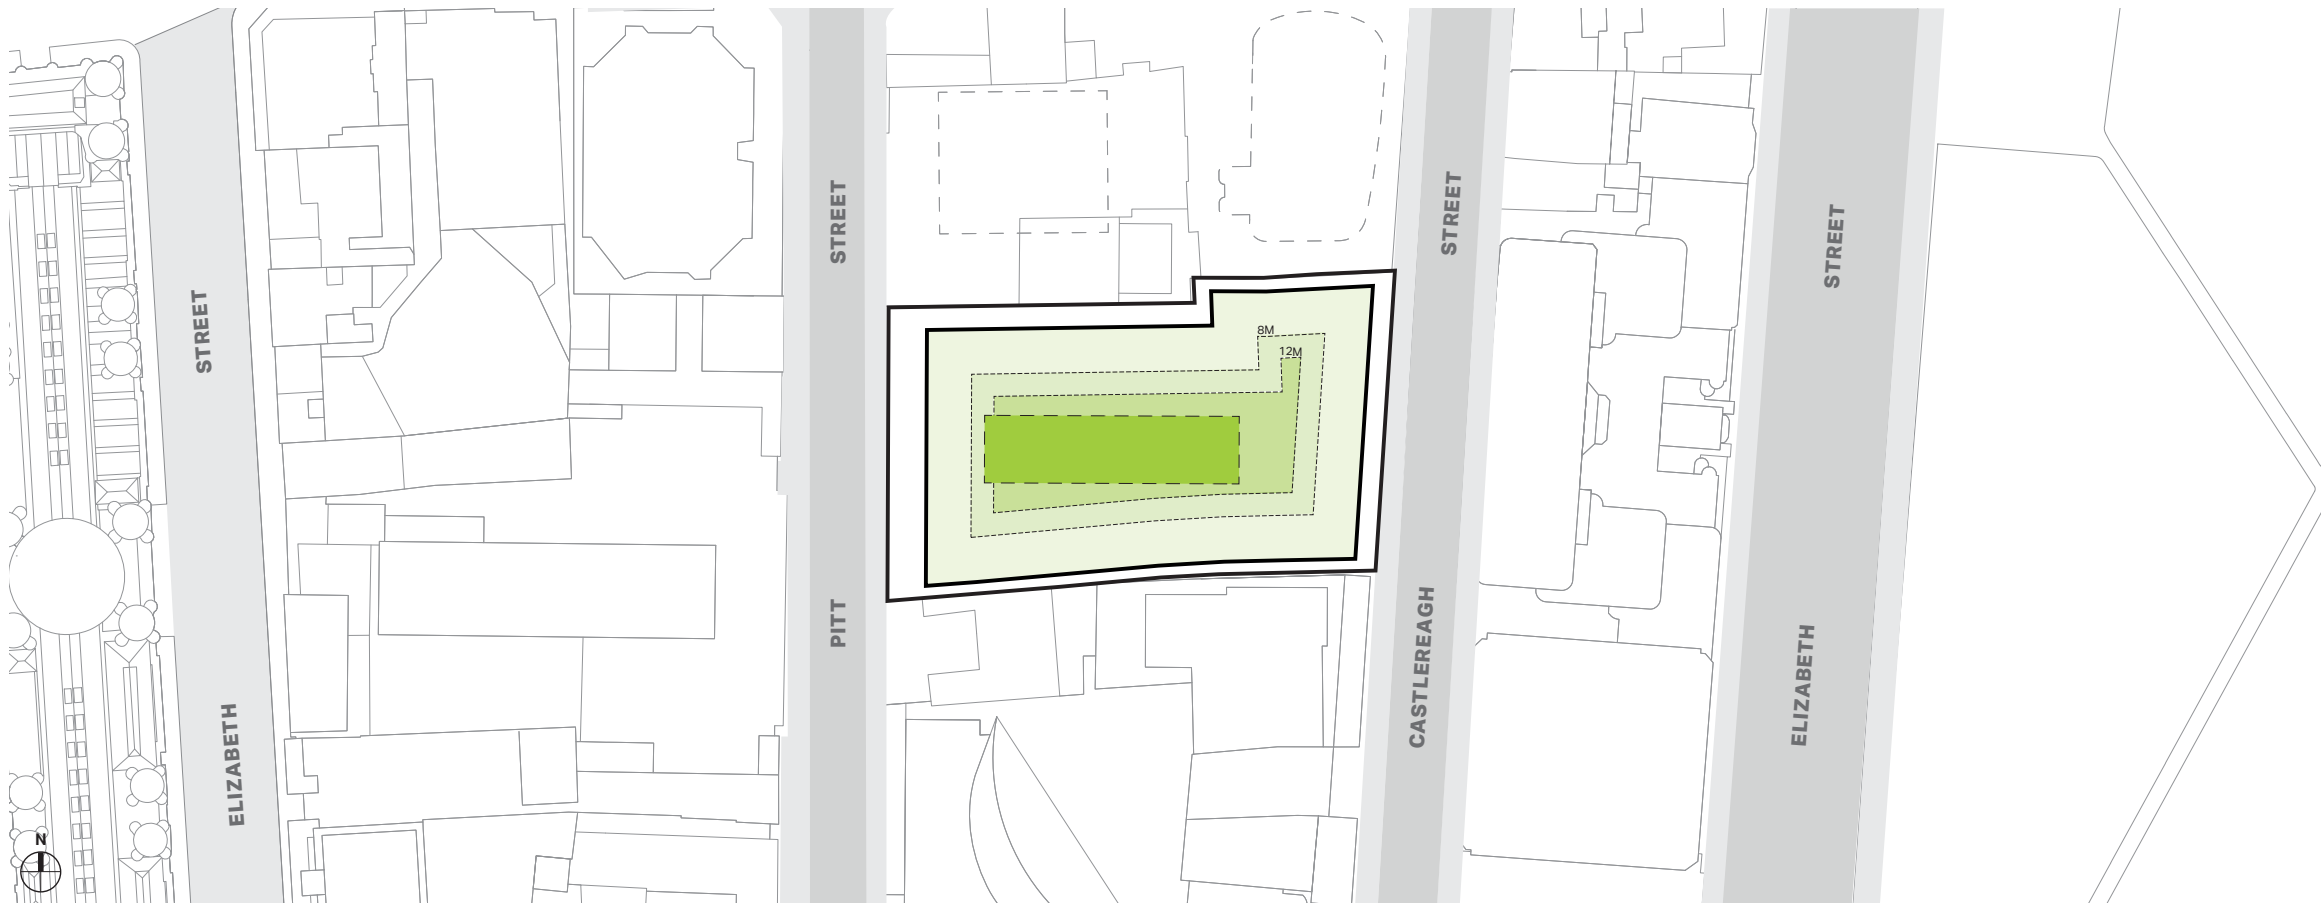 STREET
ELIZABETH
STREET
PITT
STREET
CASTLEREAGH
STREET
ELIZABETH
8M
12M
N